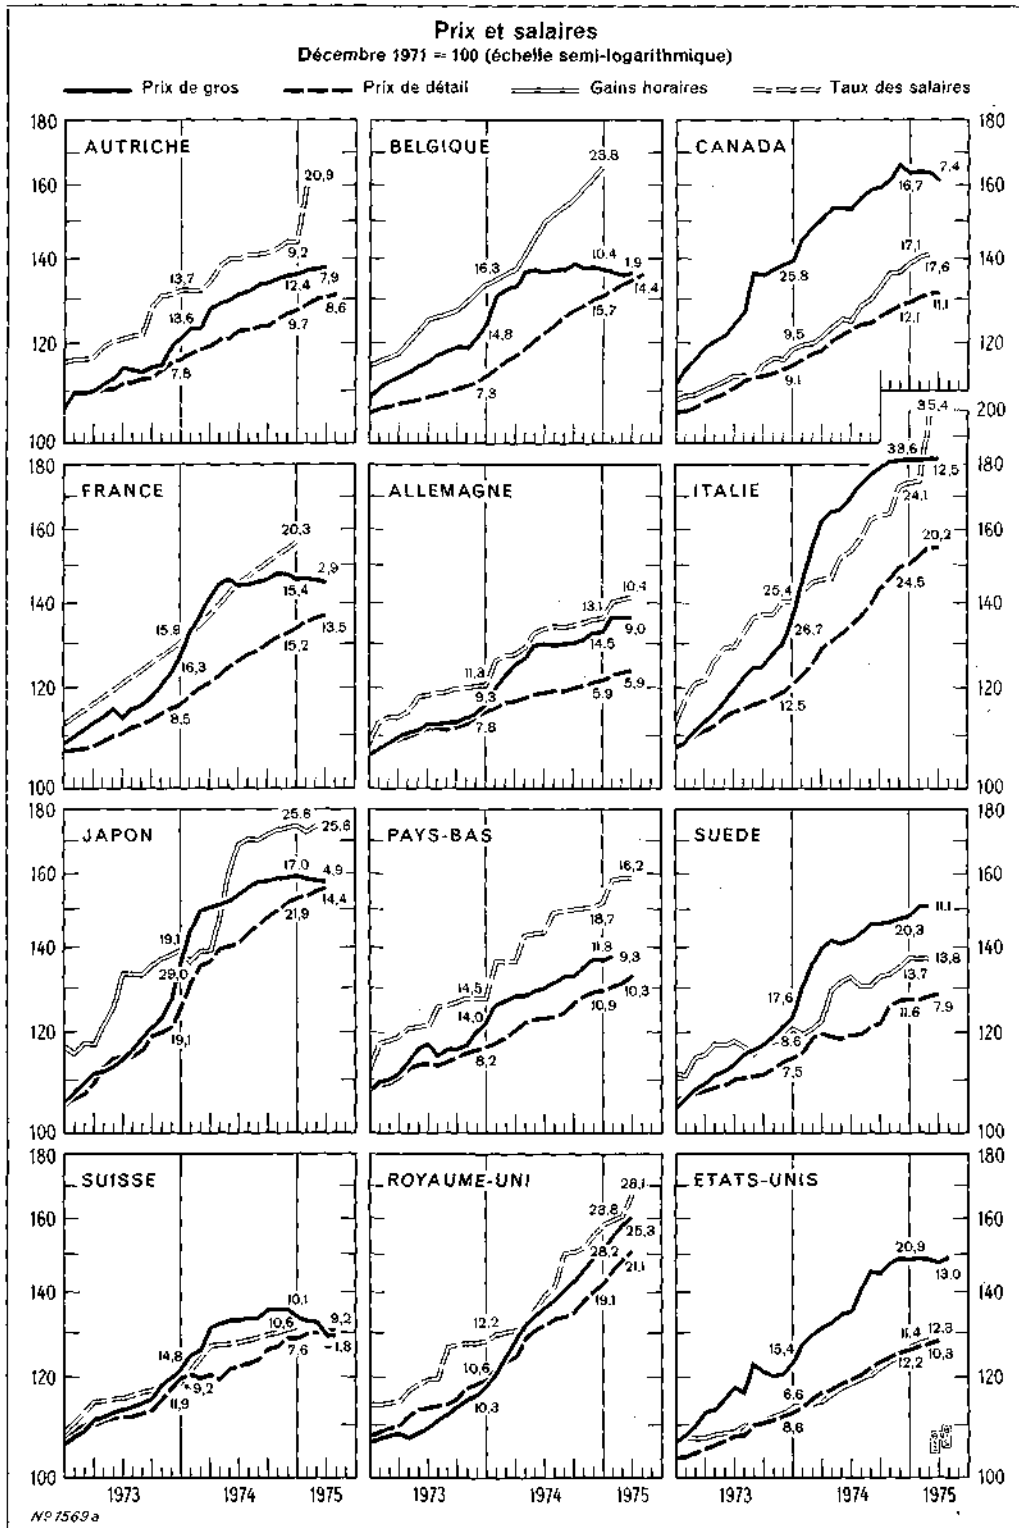 Prix et salaires
Décembre 1971 = 100 (échelle semi-logarithmique)
Prix de gros Prix de détail Gains horaires Taux des salaires
180 180
AUTRICHE BELGIQUE CANADA
160 20,9 23.8 16,7 7.4 160
140 13,7 9,2 16,3 10.4 1,9 25,8 17,1 17,6 140
13,6 12,4 7,9 14,8 14.4 9,5 12,1 11,1
120 9,7 8,6 15,7 120
7,8 7,3 9.1
100 35,4 200
180 33,6 12,5 180
FRANCE ALLEMAGNE ITALIE
160 20,3 24,1 160
2,9 20,2
140 15,4 13,1 10,4 25,4 24,5 140
15,9 13,5 9,0 26,7
16,3 15,2 11,3 14,5
120 9,3 120
8,5 7,8 5,9 5,9 12,5
100 100
180 25,6 25,6 180
JAPON PAYS-BAS SUEDE
160 17,0 4,9 16,2 160
14,4 18,7 11,1
140 19,1 21,9 11,8 9,3 20,3 140
29,0 14,5 17,6 13,7 13,8
14,0 10,9 10,3
120 19,1 8,6 11,6 7,9 120
8,2 7,5
100 100
180 180
SUISSE ROYAUME-UNI ETATS-UNIS
160 23,8 28,1 20,9 160
25,3
28,2 13,0
140 10,1 21,1 140
10,6 9,2 12,2 19,1
14,8 7,6 1,8 10,6 15,4 11,4 12,3
120 9,2 6,6 12,2 10,3 120
11,9 10,3 8,6
100 100
1973 1974 1975 1973 1974 1975 1973 1974 1975
Nº 7569 a